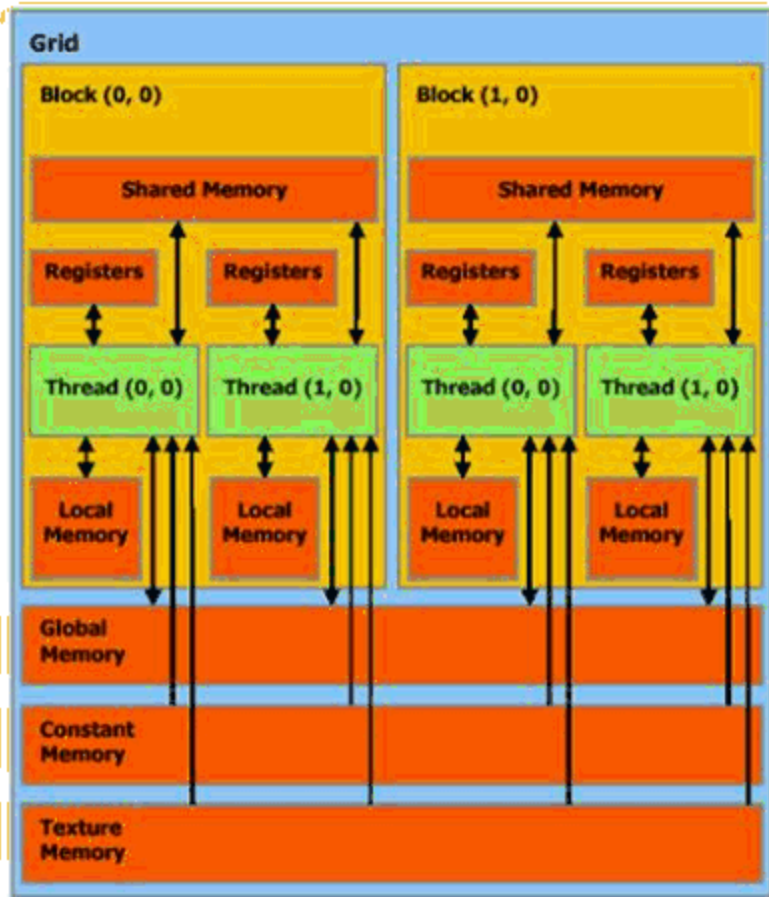 Grid
Block (0, 0)
Block (1, 0)
Shared Memory
Shared Memory
Registers
Registers
Registers
Registers
Thread (0, 0)
Thread (1, 0)
Thread (0, 0)
Thread (1, 0)
Local
Memory
Local
Memory
Local
Memory
Local
Memory
Global
Memory
Constant
Memory
Texture
Memory